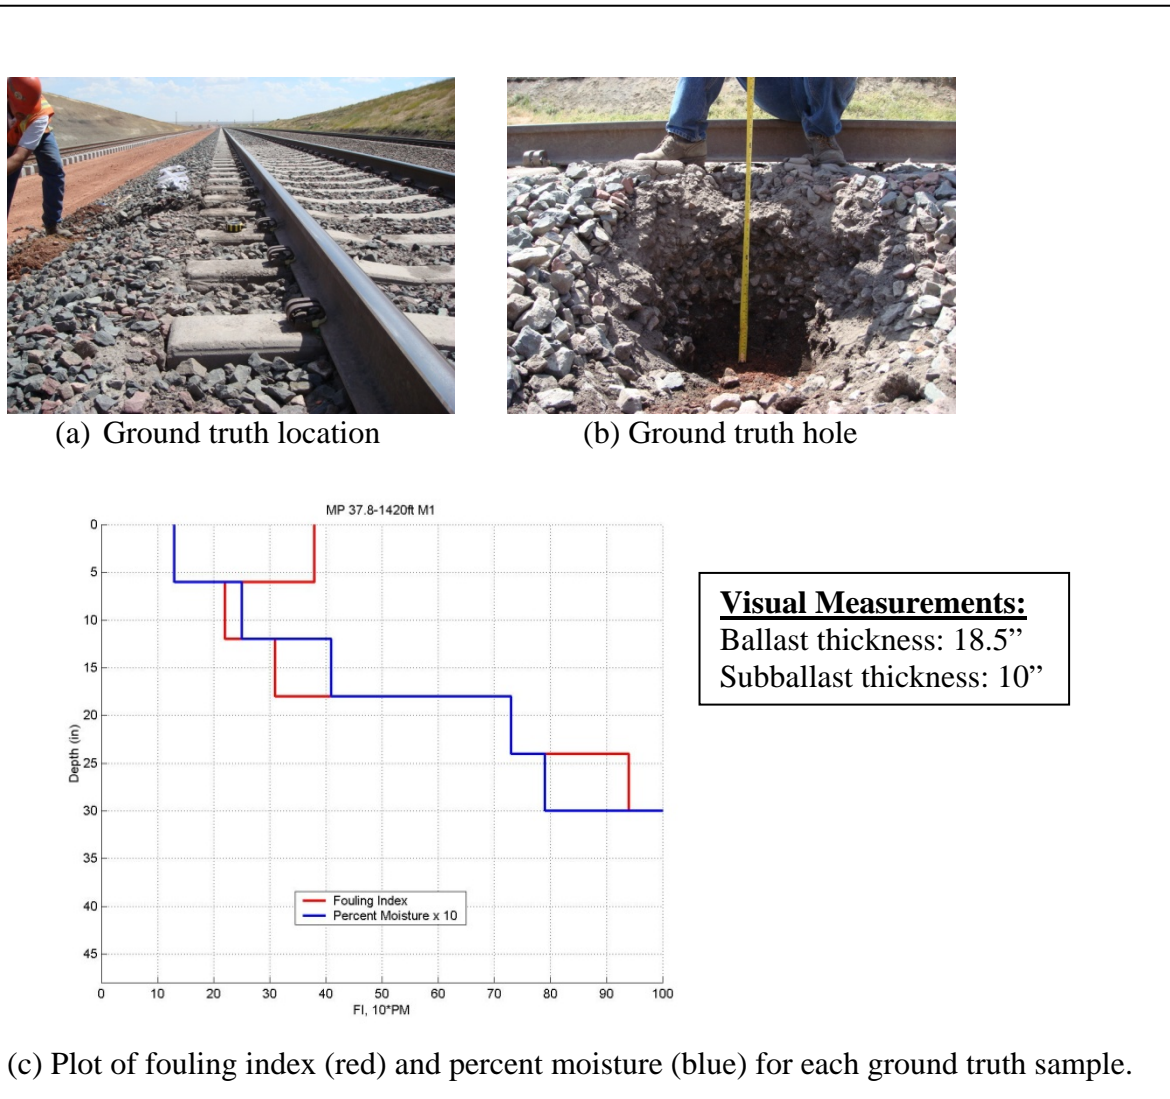 (a) Ground truth location
(b) Ground truth hole
MP 37.8-1420ft M1
0
5
10
15
20
25
30
35
40
45
Depth (in)
Fouling Index
Percent Moisture x 10
0 10 20 30 40 50 60 70 80 90 100
FI, 10*PM
Visual Measurements:
Ballast thickness: 18.5”
Subballast thickness: 10”
(c) Plot of fouling index (red) and percent moisture (blue) for each ground truth sample.